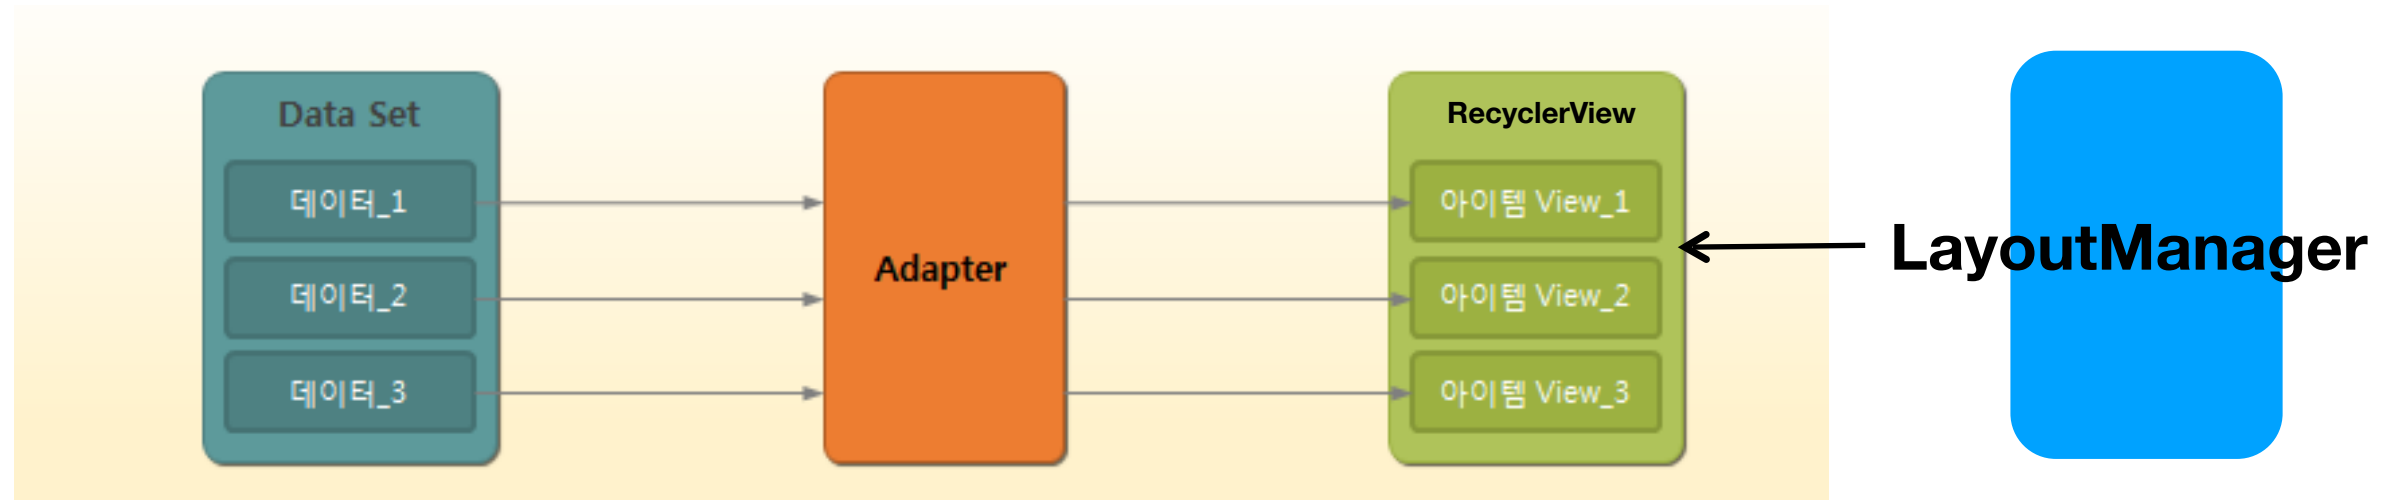 Data Set
데이터_1
데이터_2
데이터_3
Adapter
RecyclerView
아이템 View_1
아이템 View_2
아이템 View_3
LayoutManager